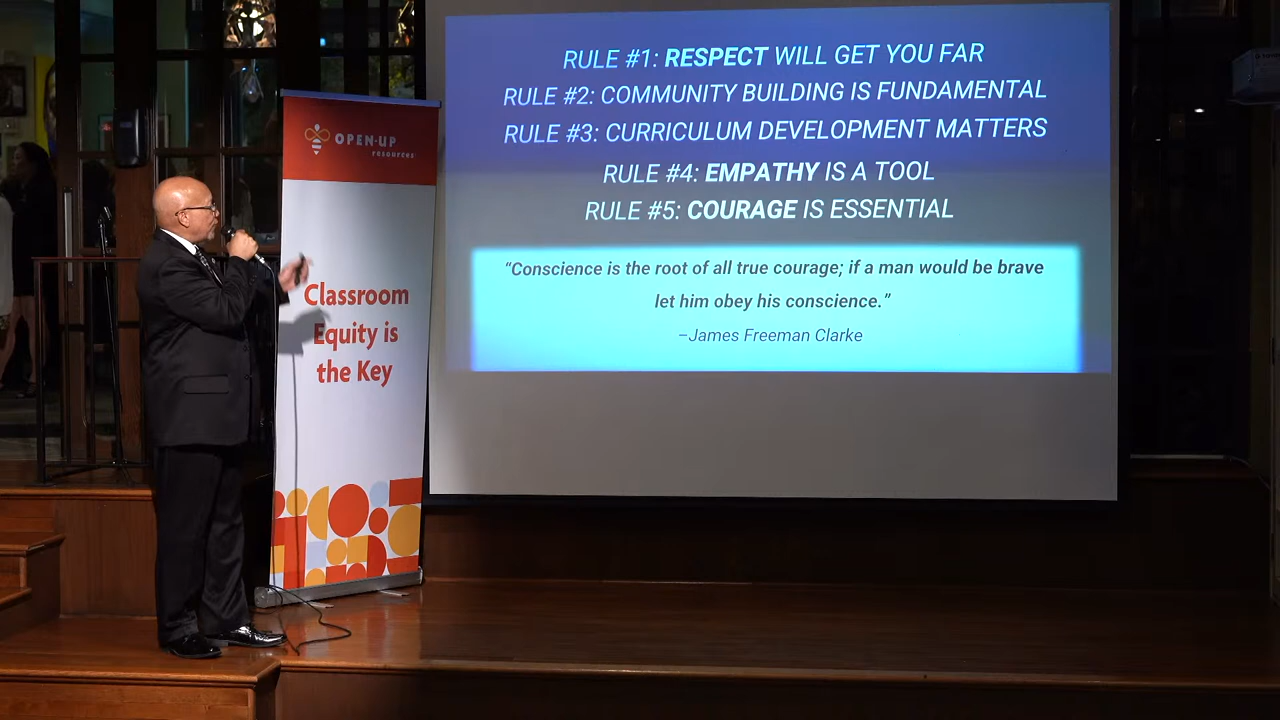 OPEN-UP
resources
Classroom
Equity is
the Key
RULE #1: RESPECT WILL GET YOU FAR
RULE #2: COMMUNITY BUILDING IS FUNDAMENTAL
RULE #3: CURRICULUM DEVELOPMENT MATTERS
RULE #4: EMPATHY IS A TOOL
RULE #5: COURAGE IS ESSENTIAL
“Conscience is the root of all true courage; if a man would be brave
let him obey his conscience.”
–James Freeman Clarke